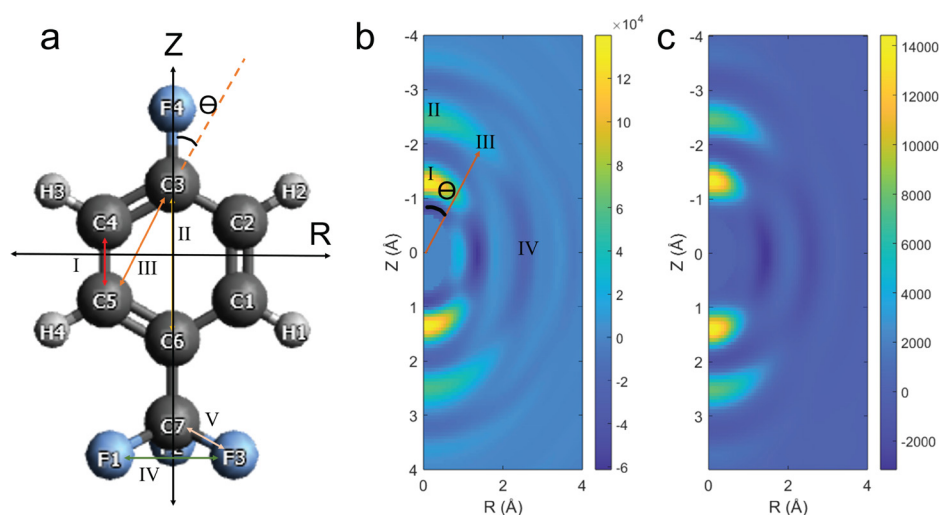 a
Z
Θ
F4
C3
H3
H2
C4
C2
R
II
I
III
C5
C1
H4
H1
C6
C7
V
F1
F3
IV
b
×10⁴
-4
-3
-2
-1
0
1
2
3
4
Z (Å)
0
2
4
R (Å)
II
III
I
Θ
IV
12
10
8
6
4
2
0
-2
-4
-6
c
-4
-3
-2
-1
0
1
2
3
4
Z (Å)
0
2
4
R (Å)
14000
12000
10000
8000
6000
4000
2000
0
-2000